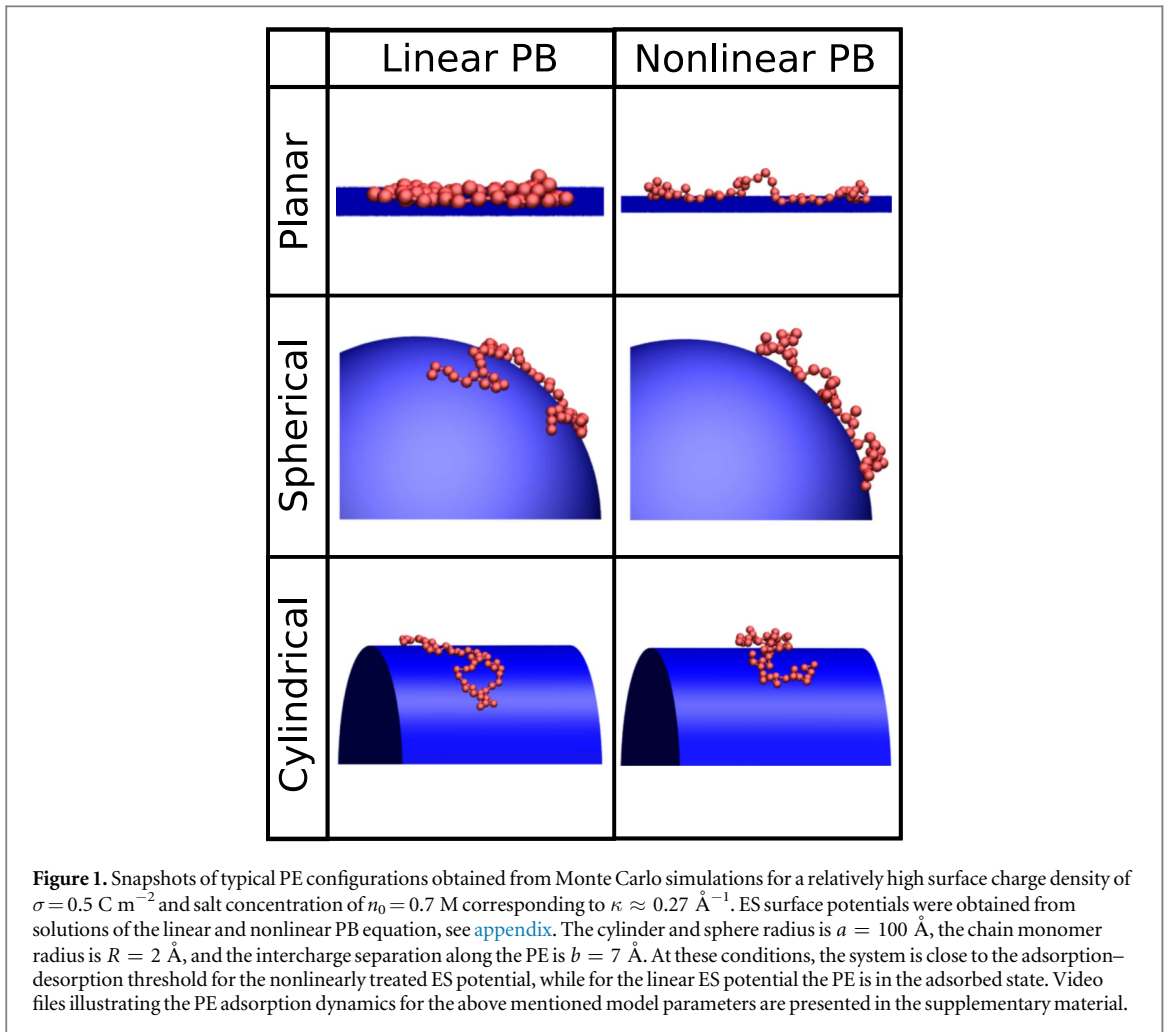 Linear PB
Nonlinear PB
Planar
Spherical
Cylindrical
Figure 1. Snapshots of typical PE configurations obtained from Monte Carlo simulations for a relatively high surface charge density of
σ = 0.5 C m⁻² and salt concentration of n₀ = 0.7 M corresponding to κ ≈ 0.27 Å⁻¹. ES surface potentials were obtained from
solutions of the linear and nonlinear PB equation, see appendix. The cylinder and sphere radius is a = 100 Å, the chain monomer
radius is R = 2 Å, and the intercharge separation along the PE is b = 7 Å. At these conditions, the system is close to the adsorption–
desorption threshold for the nonlinearly treated ES potential, while for the linear ES potential the PE is in the adsorbed state. Video
files illustrating the PE adsorption dynamics for the above mentioned model parameters are presented in the supplementary material.